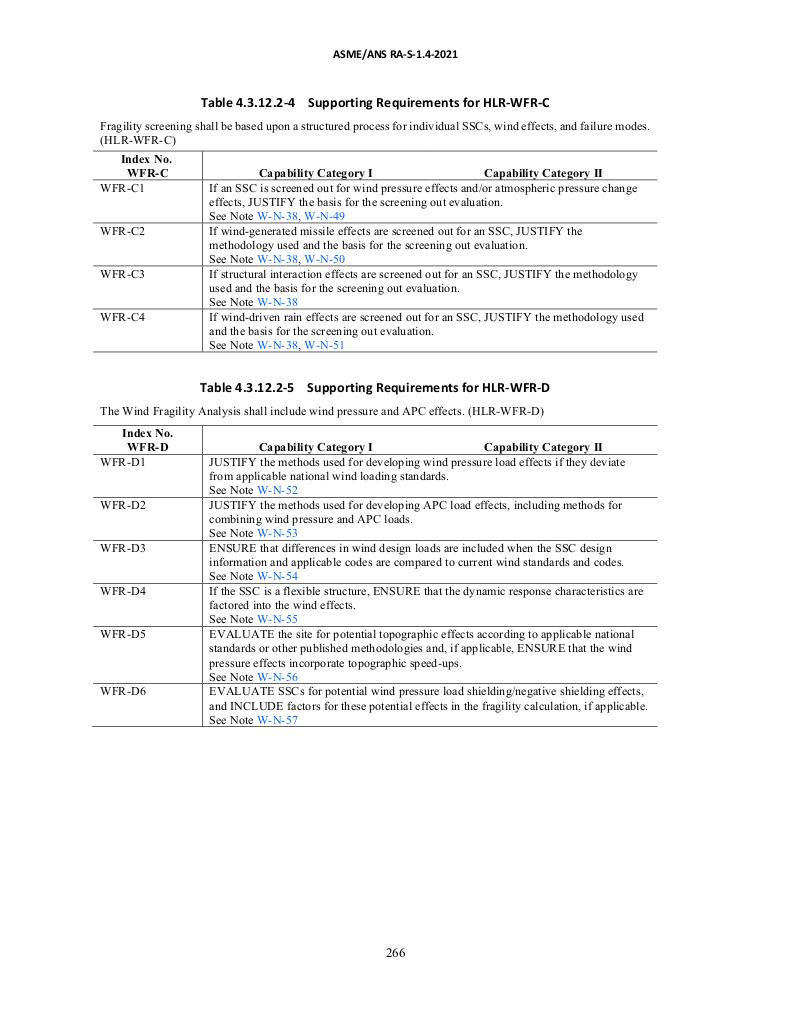 ASME/ANS RA-S-1.4-2021
Table 4.3.12.2-4 Supporting Requirements for HLR-WFR-C
Fragility screening shall be based upon a structured process for individual SSCs, wind effects, and failure modes.
(HLR-WFR-C)
Index No.
WFR-C
Capability Category I Capability Category II
WFR-C1 If an SSC is screened out for wind pressure effects and/or atmospheric pressure change
effects, JUSTIFY the basis for the screening out evaluation.
See Note W-N-38, W-N-49
WFR-C2 If wind-generated missile effects are screened out for an SSC, JUSTIFY the
methodology used and the basis for the screening out evaluation.
See Note W-N-38, W-N-50
WFR-C3 If structural interaction effects are screened out for an SSC, JUSTIFY the methodology
used and the basis for the screening out evaluation.
See Note W-N-38
WFR-C4 If wind-driven rain effects are screened out for an SSC, JUSTIFY the methodology used
and the basis for the screening out evaluation.
See Note W-N-38, W-N-51
Table 4.3.12.2-5 Supporting Requirements for HLR-WFR-D
The Wind Fragility Analysis shall include wind pressure and APC effects. (HLR-WFR-D)
Index No.
WFR-D
Capability Category I Capability Category II
WFR-D1 JUSTIFY the methods used for developing wind pressure load effects if they deviate
from applicable national wind loading standards.
See Note W-N-52
WFR-D2 JUSTIFY the methods used for developing APC load effects, including methods for
combining wind pressure and APC loads.
See Note W-N-53
WFR-D3 ENSURE that differences in wind design loads are included when the SSC design
information and applicable codes are compared to current wind standards and codes.
See Note W-N-54
WFR-D4 If the SSC is a flexible structure, ENSURE that the dynamic response characteristics are
factored into the wind effects.
See Note W-N-55
WFR-D5 EVALUATE the site for potential topographic effects according to applicable national
standards or other published methodologies and, if applicable, ENSURE that the wind
pressure effects incorporate topographic speed-ups.
See Note W-N-56
WFR-D6 EVALUATE SSCs for potential wind pressure load shielding/negative shielding effects,
and INCLUDE factors for these potential effects in the fragility calculation, if applicable.
See Note W-N-57
266